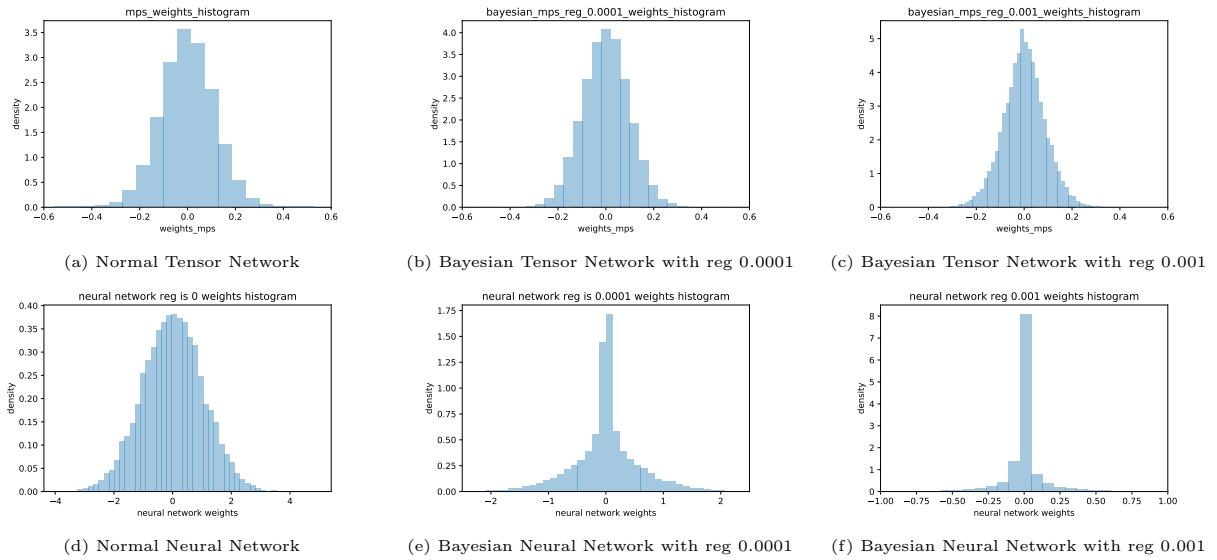 mps_weights_histogram
density
3.5
3.0
2.5
2.0
1.5
1.0
0.5
0.0
−0.6 −0.4 −0.2 0.0 0.2 0.4 0.6
weights_mps
(a) Normal Tensor Network
bayesian_mps_reg_0.0001_weights_histogram
density
4.0
3.5
3.0
2.5
2.0
1.5
1.0
0.5
0.0
−0.6 −0.4 −0.2 0.0 0.2 0.4 0.6
weights_mps
(b) Bayesian Tensor Network with reg 0.0001
bayesian_mps_reg_0.001_weights_histogram
density
5
4
3
2
1
0
−0.6 −0.4 −0.2 0.0 0.2 0.4 0.6
weights_mps
(c) Bayesian Tensor Network with reg 0.001
neural network reg is 0 weights histogram
density
0.40
0.35
0.30
0.25
0.20
0.15
0.10
0.05
0.00
−4 −2 0 2 4
neural network weights
(d) Normal Neural Network
neural network reg is 0.0001 weights histogram
density
1.75
1.50
1.25
1.00
0.75
0.50
0.25
0.00
−2 −1 0 1 2
neural network weights
(e) Bayesian Neural Network with reg 0.0001
neural network reg 0.001 weights histogram
density
8
7
6
5
4
3
2
1
0
−1.00 −0.75 −0.50 −0.25 0.00 0.25 0.50 0.75 1.00
neural network weights
(f) Bayesian Neural Network with reg 0.001